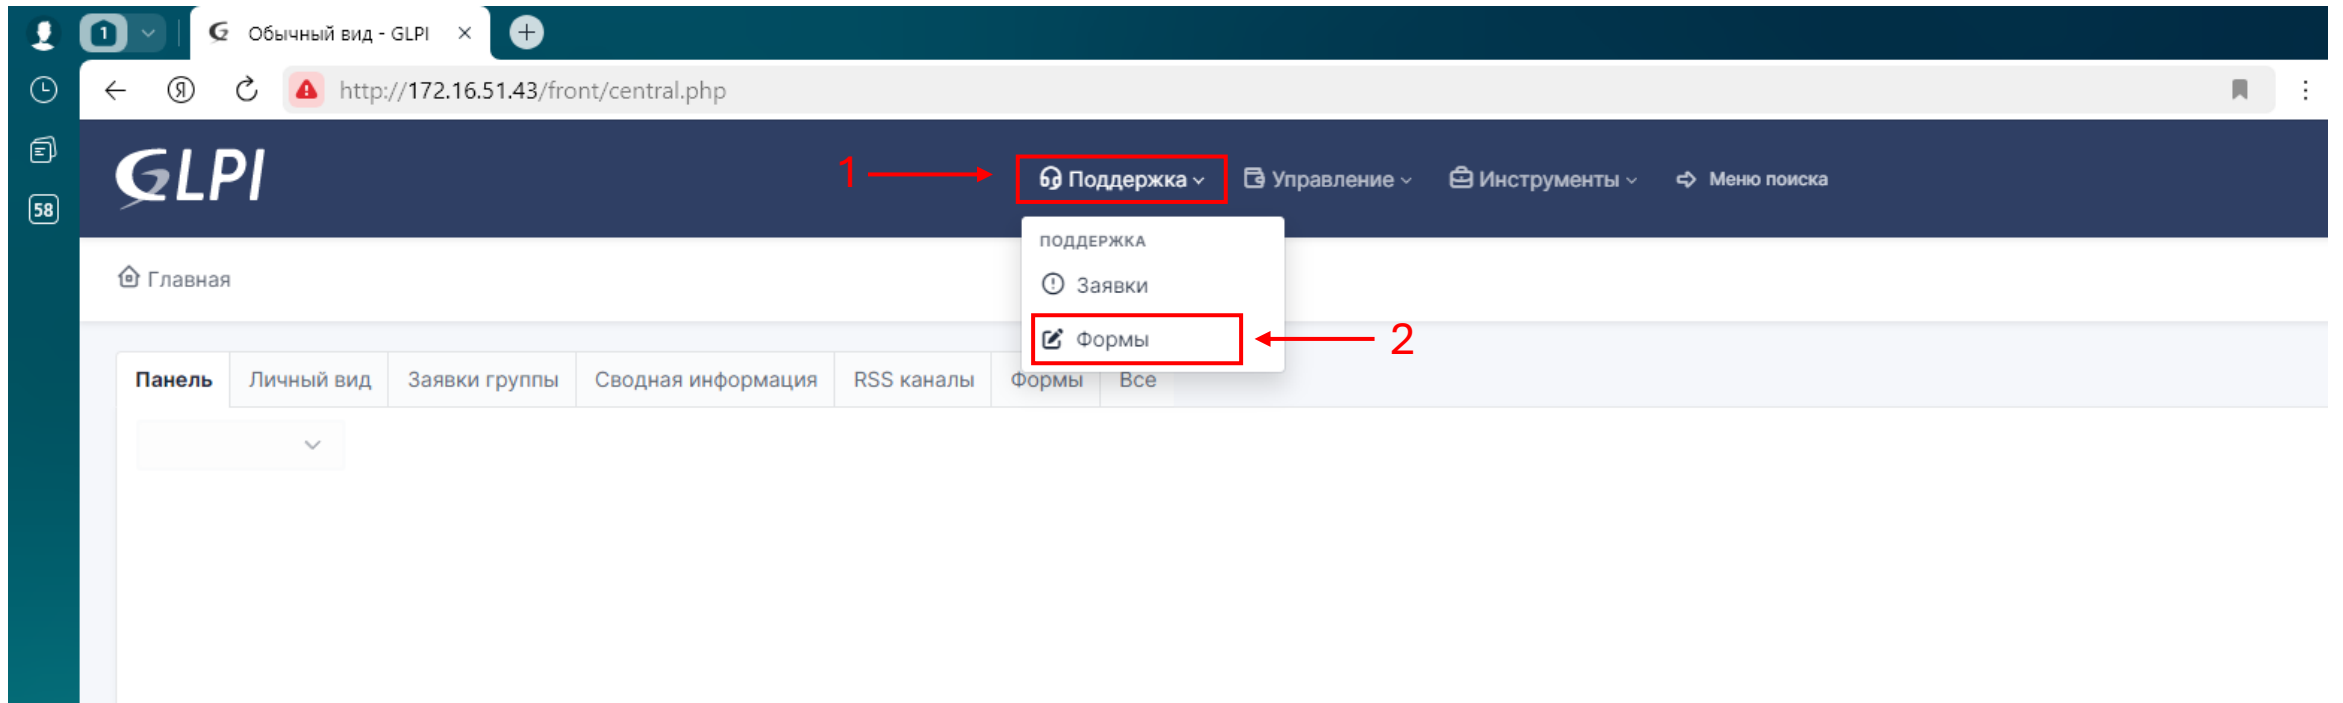 1 Обычный вид - GLPI
Я http://172.16.51.43/front/central.php
58
GLPI 1 Поддержка Управление Инструменты Меню поиска
ПОДДЕРЖКА
Главная
Заявки
Формы 2
Панель Личный вид Заявки группы Сводная информация RSS каналы Формы Все